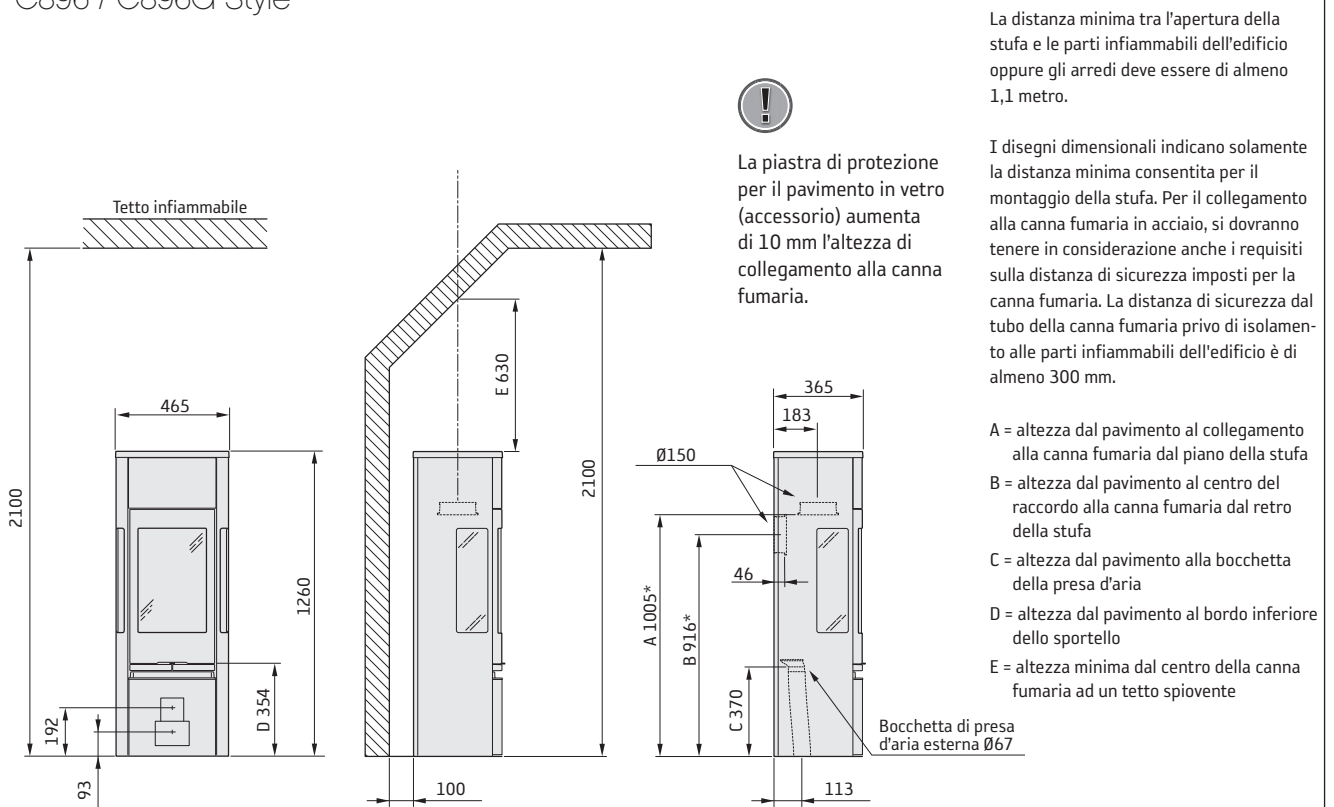 C896 / C896G Style
La distanza minima tra l'apertura della
stufa e le parti infiammabili dell'edificio
oppure gli arredi deve essere di almeno
1,1 metro.
I disegni dimensionali indicano solamente
la distanza minima consentita per il
montaggio della stufa. Per il collegamento
alla canna fumaria in acciaio, si dovranno
tenere in considerazione anche i requisiti
sulla distanza di sicurezza imposti per la
canna fumaria. La distanza di sicurezza dal
tubo della canna fumaria privo di isolamen-
to alle parti infiammabili dell'edificio è di
almeno 300 mm.
A = altezza dal pavimento al collegamento
alla canna fumaria dal piano della stufa
B = altezza dal pavimento al centro del
raccordo alla canna fumaria dal retro
della stufa
C = altezza dal pavimento alla bocchetta
della presa d'aria
D = altezza dal pavimento al bordo inferiore
dello sportello
E = altezza minima dal centro della canna
fumaria ad un tetto spiovente
!
La piastra di protezione
per il pavimento in vetro
(accessorio) aumenta
di 10 mm l'altezza di
collegamento alla canna
fumaria.
Tetto infiammabile
2100
465
1260
D 354
192
93
E 630
2100
100
365
183
Ø150
46
A 1005*
B 916*
C 370
Bocchetta di presa
d'aria esterna Ø67
113